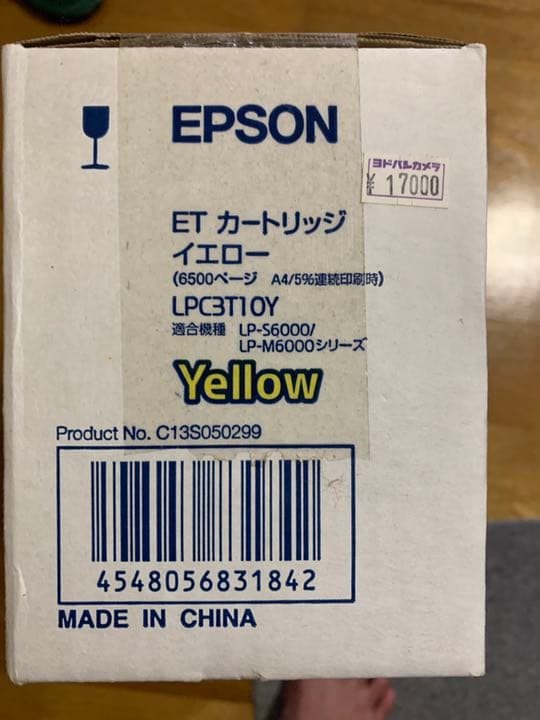 EPSON
ヨドバシカメラ
¥ 17000
ET カートリッジ
イエロー
(6500ページ A4/5%連続印刷時)
LPC3T10Y
適合機種 LP-S6000/
LP-M6000シリーズ
Yellow
Product No. C13S050299
4548056831842
MADE IN CHINA